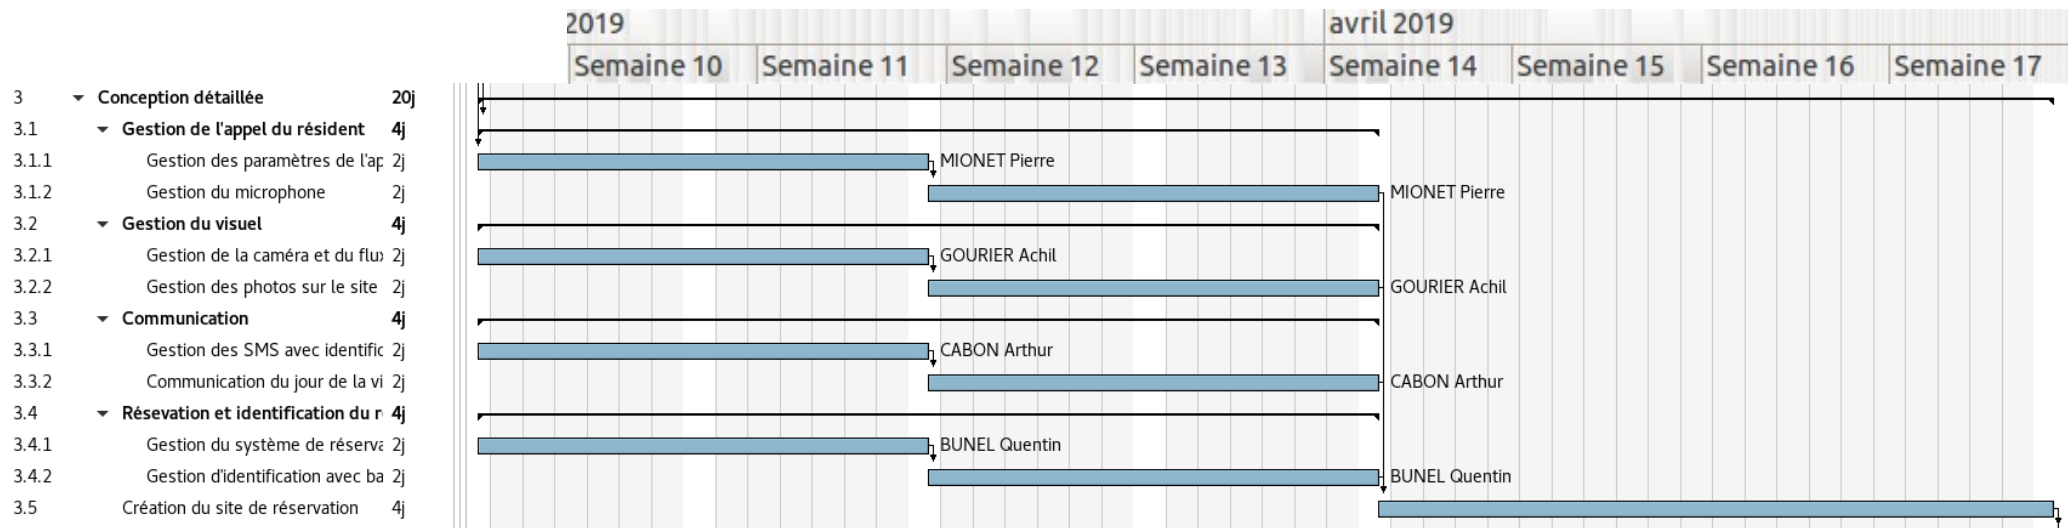 2019 avril 2019
Semaine 10 Semaine 11 Semaine 12 Semaine 13 Semaine 14 Semaine 15 Semaine 16 Semaine 17
3 Conception détaillée 20j
3.1 Gestion de l'appel du résident 4j
3.1.1 Gestion des paramètres de l'ap 2j MIONET Pierre
3.1.2 Gestion du microphone 2j MIONET Pierre
3.2 Gestion du visuel 4j
3.2.1 Gestion de la caméra et du flux 2j GOURIER Achil
3.2.2 Gestion des photos sur le site 2j GOURIER Achil
3.3 Communication 4j
3.3.1 Gestion des SMS avec identific 2j CABON Arthur
3.3.2 Communication du jour de la vi 2j CABON Arthur
3.4 Résevation et identification du r 4j
3.4.1 Gestion du système de réserva 2j BUNEL Quentin
3.4.2 Gestion d'identification avec ba 2j BUNEL Quentin
3.5 Création du site de réservation 4j